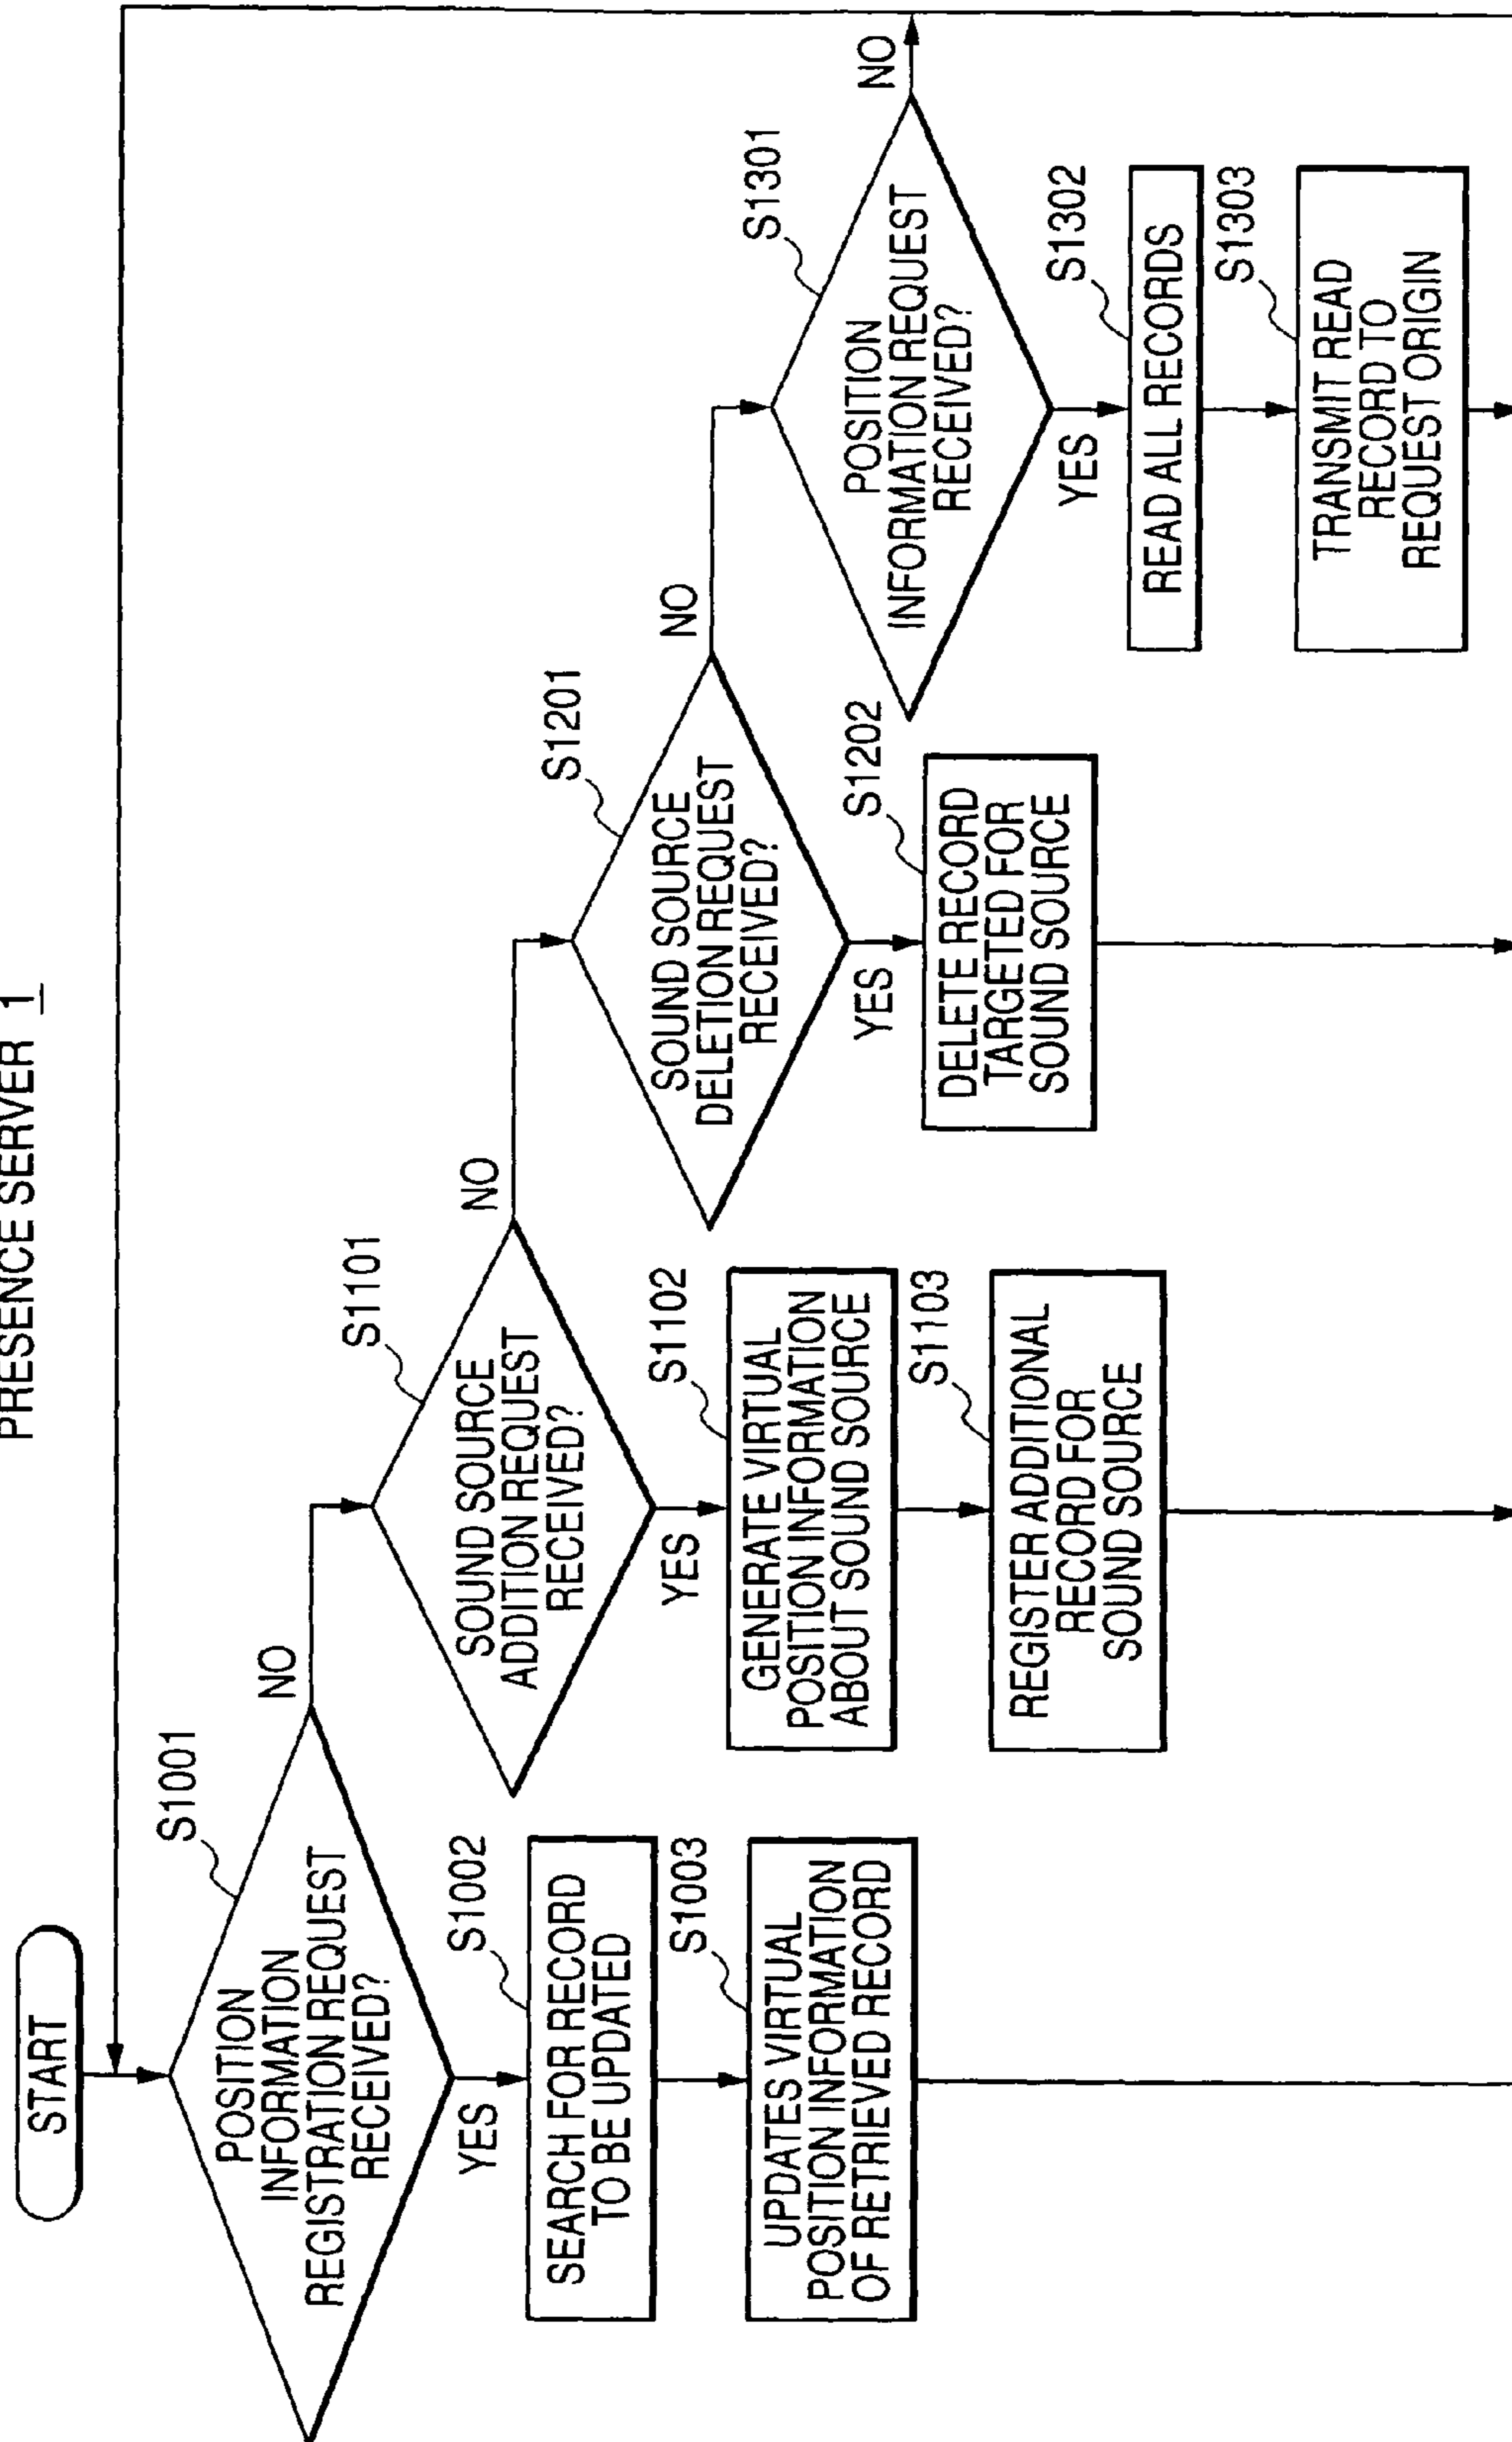 PRESENCE SERVER 1
START
S1001
POSITION
INFORMATION
REGISTRATION REQUEST
RECEIVED?
NO
YES
S1002
SEARCH FOR RECORD
TO BE UPDATED
S1003
UPDATES VIRTUAL
POSITION INFORMATION
OF RETRIEVED RECORD
S1101
SOUND SOURCE
ADDITION REQUEST
RECEIVED?
NO
YES
S1102
GENERATE VIRTUAL
POSITION INFORMATION
ABOUT SOUND SOURCE
S1103
REGISTER ADDITIONAL
RECORD FOR
SOUND SOURCE
S1201
SOUND SOURCE
DELETION REQUEST
RECEIVED?
NO
YES
S1202
DELETE RECORD
TARGETED FOR
SOUND SOURCE
S1301
POSITION
INFORMATION REQUEST
RECEIVED?
NO
YES
S1302
READ ALL RECORDS
S1303
TRANSMIT READ
RECORD TO
REQUEST ORIGIN